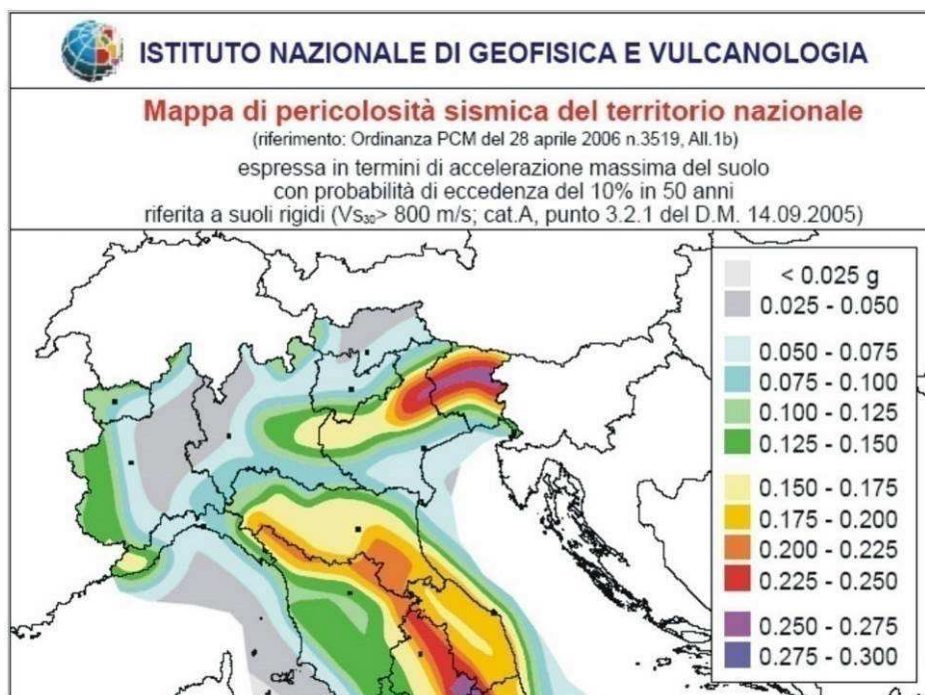 ISTITUTO NAZIONALE DI GEOFISICA E VULCANOLOGIA
Mappa di pericolosità sismica del territorio nazionale
(riferimento: Ordinanza PCM del 28 aprile 2006 n.3519, All.1b)
espressa in termini di accelerazione massima del suolo
con probabilità di eccedenza del 10% in 50 anni
riferita a suoli rigidi (Vs₃₀> 800 m/s; cat.A, punto 3.2.1 del D.M. 14.09.2005)
< 0.025 g
0.025 - 0.050
0.050 - 0.075
0.075 - 0.100
0.100 - 0.125
0.125 - 0.150
0.150 - 0.175
0.175 - 0.200
0.200 - 0.225
0.225 - 0.250
0.250 - 0.275
0.275 - 0.300